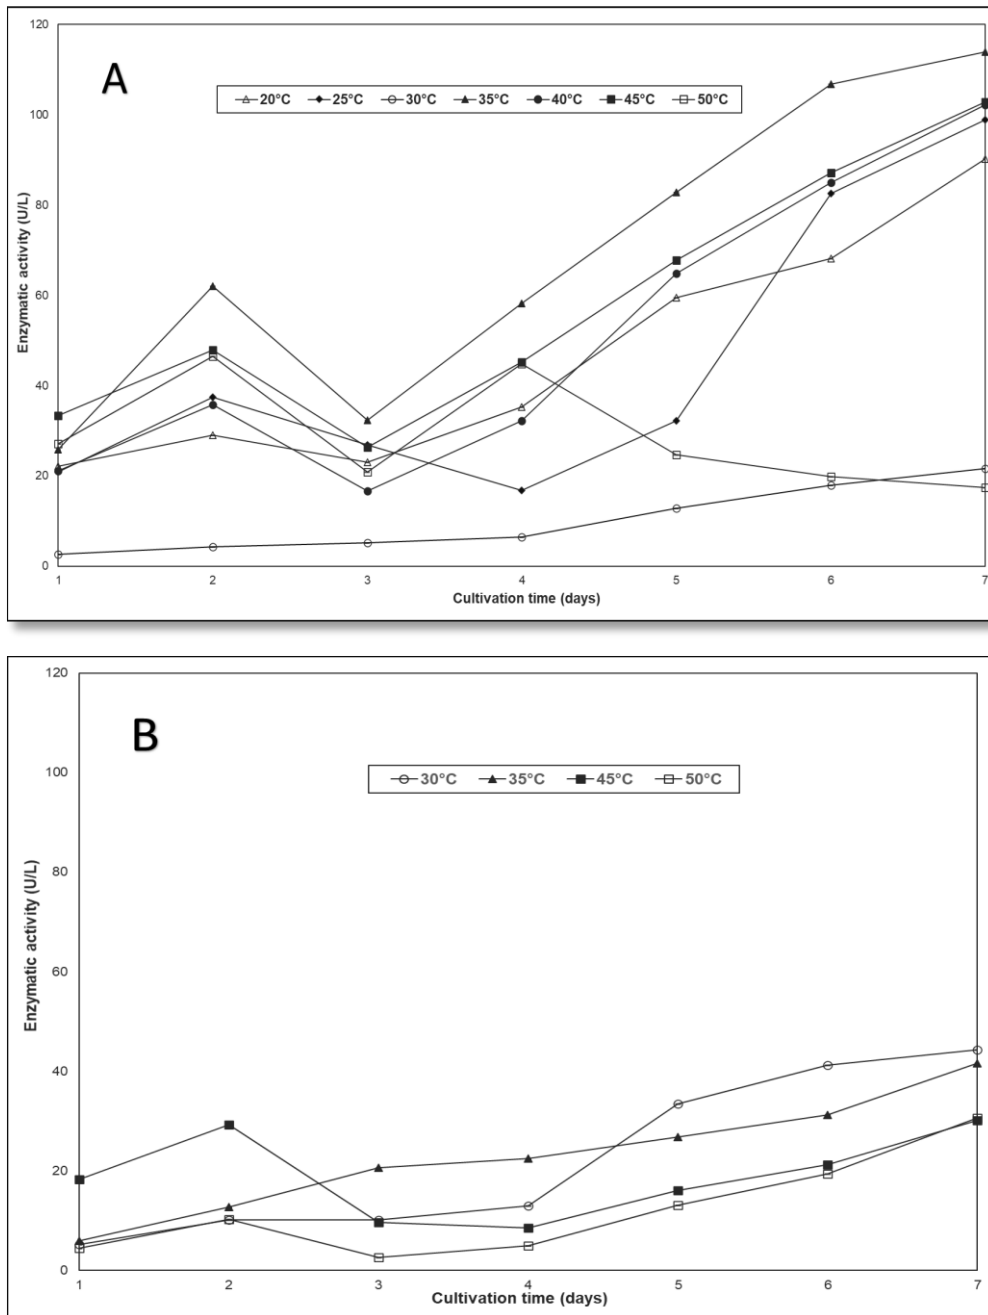 A
20°C 25°C 30°C 35°C 40°C 45°C 50°C
Enzymatic activity (U/L)
120
100
80
60
40
20
0
1 2 3 4 5 6 7
Cultivation time (days)
B
30°C 35°C 45°C 50°C
Enzymatic activity (U/L)
120
100
80
60
40
20
0
1 2 3 4 5 6 7
Cultivation time (days)